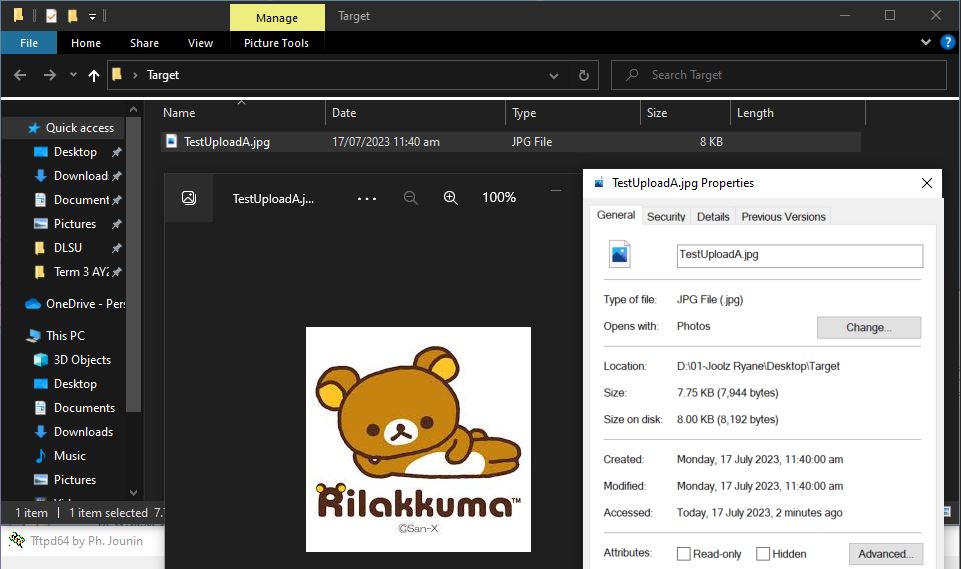 Manage
Target
File
Home
Share
View
Picture Tools
Target
Search Target
Name
Date
Type
Size
Length
TestUploadA.jpg
17/07/2023 11:40 am
JPG File
8 KB
Quick access
Desktop
Download
Document
Pictures
DLSU
Term 3 AY2
OneDrive - Pers
This PC
3D Objects
Desktop
Documents
Downloads
Music
Pictures
1 item
1 item selected 7.
Tftpd64 by Ph. Jounin
TestUploadA.j...
100%
Rilakkuma™
©San-X
TestUploadA.jpg Properties
General
Security
Details
Previous Versions
TestUploadA.jpg
Type of file: JPG File (.jpg)
Opens with: Photos
Change...
Location: D:\01-Joolz Ryane\Desktop\Target
Size: 7.75 KB (7,944 bytes)
Size on disk: 8.00 KB (8,192 bytes)
Created: Monday, 17 July 2023, 11:40:00 am
Modified: Monday, 17 July 2023, 11:40:00 am
Accessed: Today, 17 July 2023, 2 minutes ago
Attributes: Read-only Hidden
Advanced...